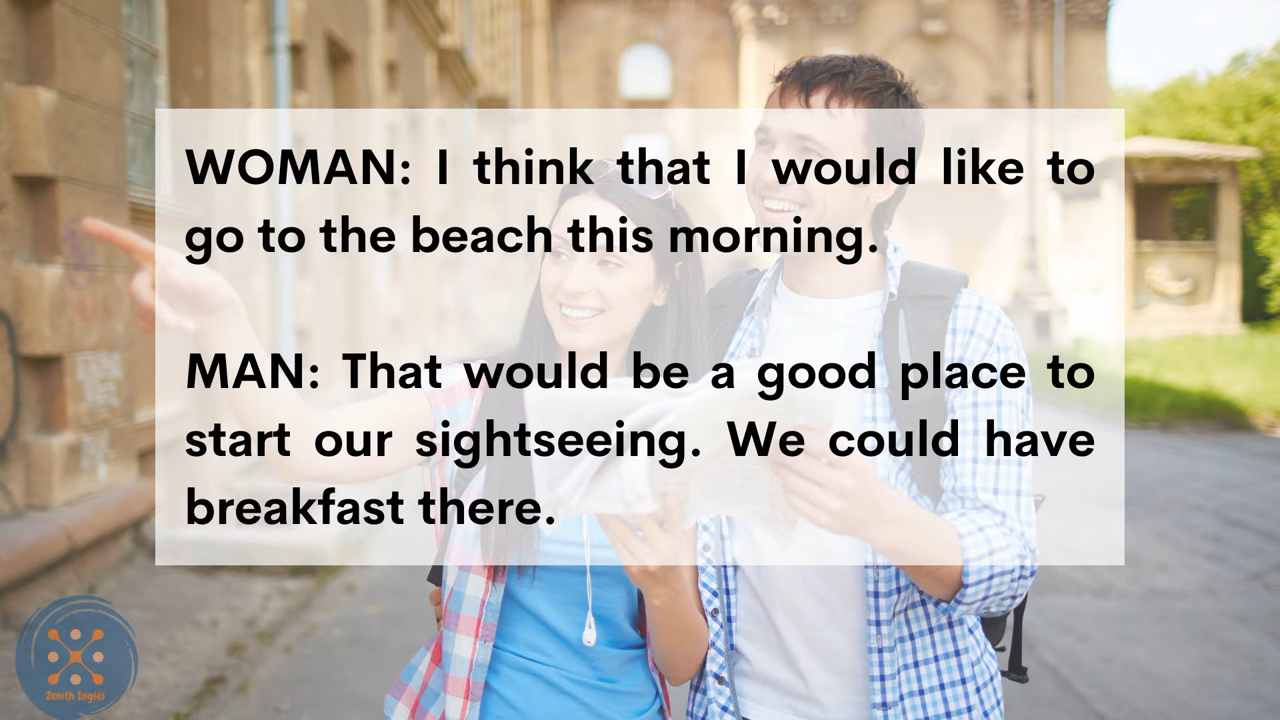 WOMAN: I think that I would like to
go to the beach this morning.
MAN: That would be a good place to
start our sightseeing. We could have
breakfast there.
Zenith Inglés